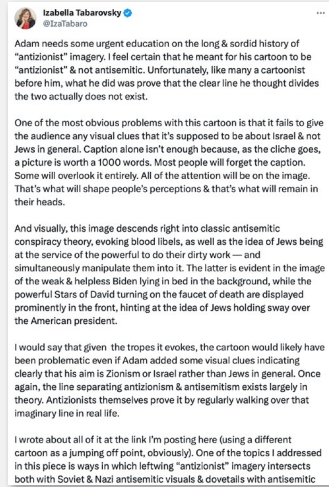 Izabella Tabarovsky
@IzaTabaro
Adam needs some urgent education on the long & sordid history of
“antizionist” imagery. I feel certain that he meant for his cartoon to be
“antizionist” & not antisemitic. Unfortunately, like many a cartoonist
before him, what he did was prove that the clear line he thought divides
the two actually does not exist.
One of the most obvious problems with this cartoon is that it fails to give
the audience any visual clues that it's supposed to be about Israel & not
Jews in general. Caption alone isn't enough because, as the cliche goes,
a picture is worth a 1000 words. Most people will forget the caption.
Some will overlook it entirely. All of the attention will be on the image.
That's what will shape people's perceptions & that's what will remain in
their heads.
And visually, this image descends right into classic antisemitic
conspiracy theory, evoking blood libels, as well as the idea of Jews being
at the service of the powerful to do their dirty work — and
simultaneously manipulate them into it. The latter is evident in the image
of the weak & helpless Biden lying in bed in the background, while the
powerful Stars of David turning on the faucet of death are displayed
prominently in the front, hinting at the idea of Jews holding sway over
the American president.
I would say that given the tropes it evokes, the cartoon would likely have
been problematic even if Adam added some visual clues indicating
clearly that his aim is Zionism or Israel rather than Jews in general. Once
again, the line separating antizionism & antisemitism exists largely in
theory. Antizionists themselves prove it by regularly walking over that
imaginary line in real life.
I wrote about all of it at the link I'm posting here (using a different
cartoon as a jumping off point, obviously). One of the topics I addressed
in this piece is ways in which leftwing “antizionist” imagery intersects
both with Soviet & Nazi antisemitic visuals & dovetails with antisemitic